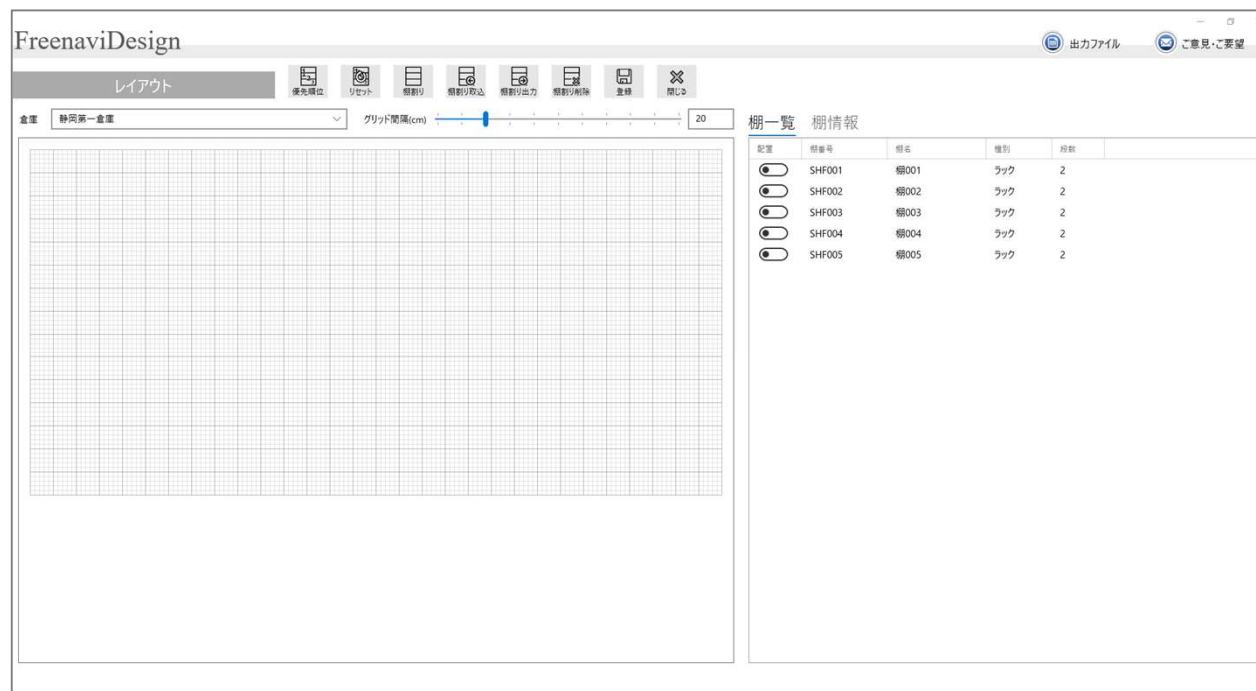 FreenaviDesign
出力ファイル ご意見・ご要望
レイアウト
優先順位 リセット 棚割り 棚割り取込 棚割り出力 棚割り削除 登録 閉じる
倉庫 静岡第一倉庫 グリッド間隔(cm) 20
棚一覧 棚情報
配置 棚番号 棚名 種別 段数
SHF001 棚001 ラック 2
SHF002 棚002 ラック 2
SHF003 棚003 ラック 2
SHF004 棚004 ラック 2
SHF005 棚005 ラック 2